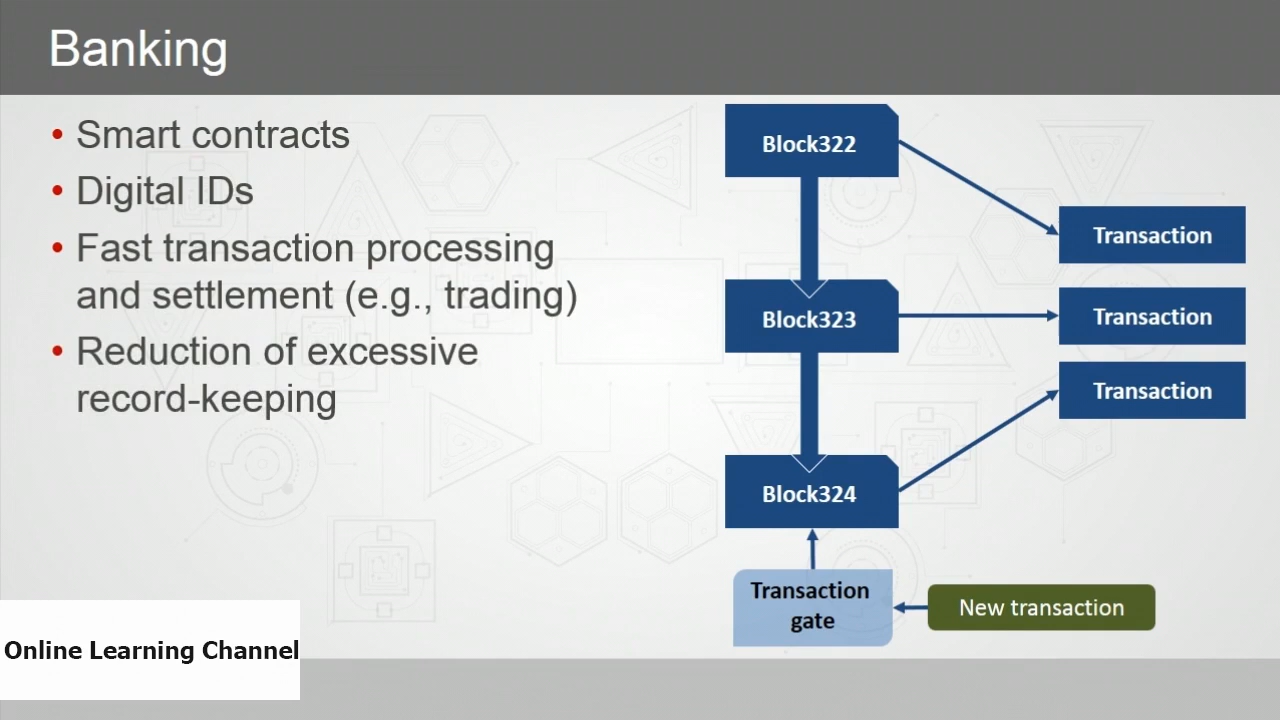 Banking
• Smart contracts
• Digital IDs
• Fast transaction processing
and settlement (e.g., trading)
• Reduction of excessive
record-keeping
Block322
Transaction
Block323
Transaction
Transaction
Block324
Transaction
gate
New transaction
Online Learning Channel